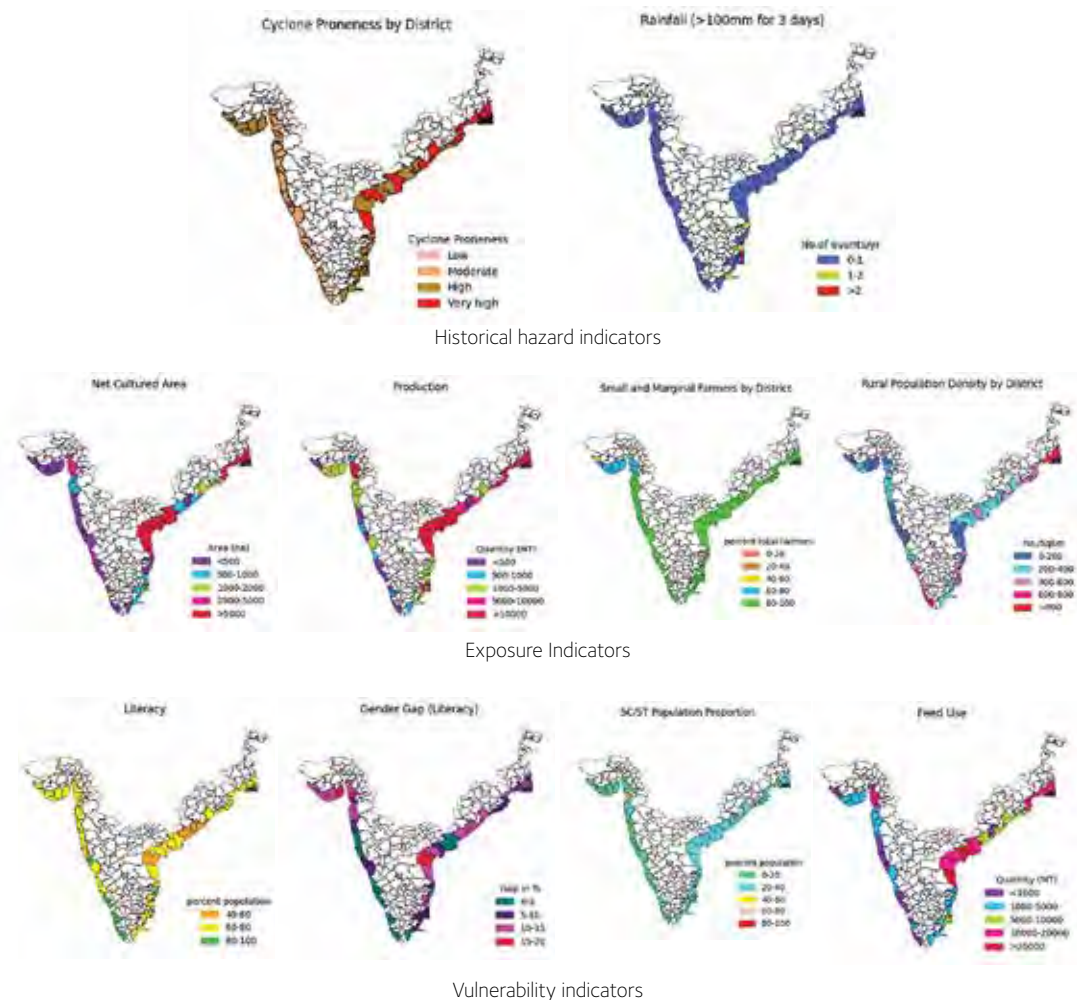 Cyclone Proneness by District
Rainfall (>100mm for 3 days)
Cyclone Proneness
Low
Moderate
High
Very high
No.of events/yr
0-1
1-2
>2
Historical hazard indicators
Net Cultured Area
Production
Small and Marginal Farmers by District
Rural Population Density by District
Area (ha)
<500
500-1000
1000-2000
2000-5000
>5000
Quantity (MT)
<500
500-1000
1000-5000
5000-10000
>10000
percent total farmers
0-20
20-40
40-60
60-80
80-100
0-200
200-400
600-800
Exposure Indicators
Literacy
Gender Gap (Literacy)
SC/ST Population Proportion
Feed Use
percent population
60-80
80-100
Gap in %
0-5
5-10
10-15
15-20
percent population
0-20
20-40
40-60
60-80
80-100
Quantity (MT)
<1000
1000-5000
5000-10000
10000-20000
>20000
Vulnerability indicators